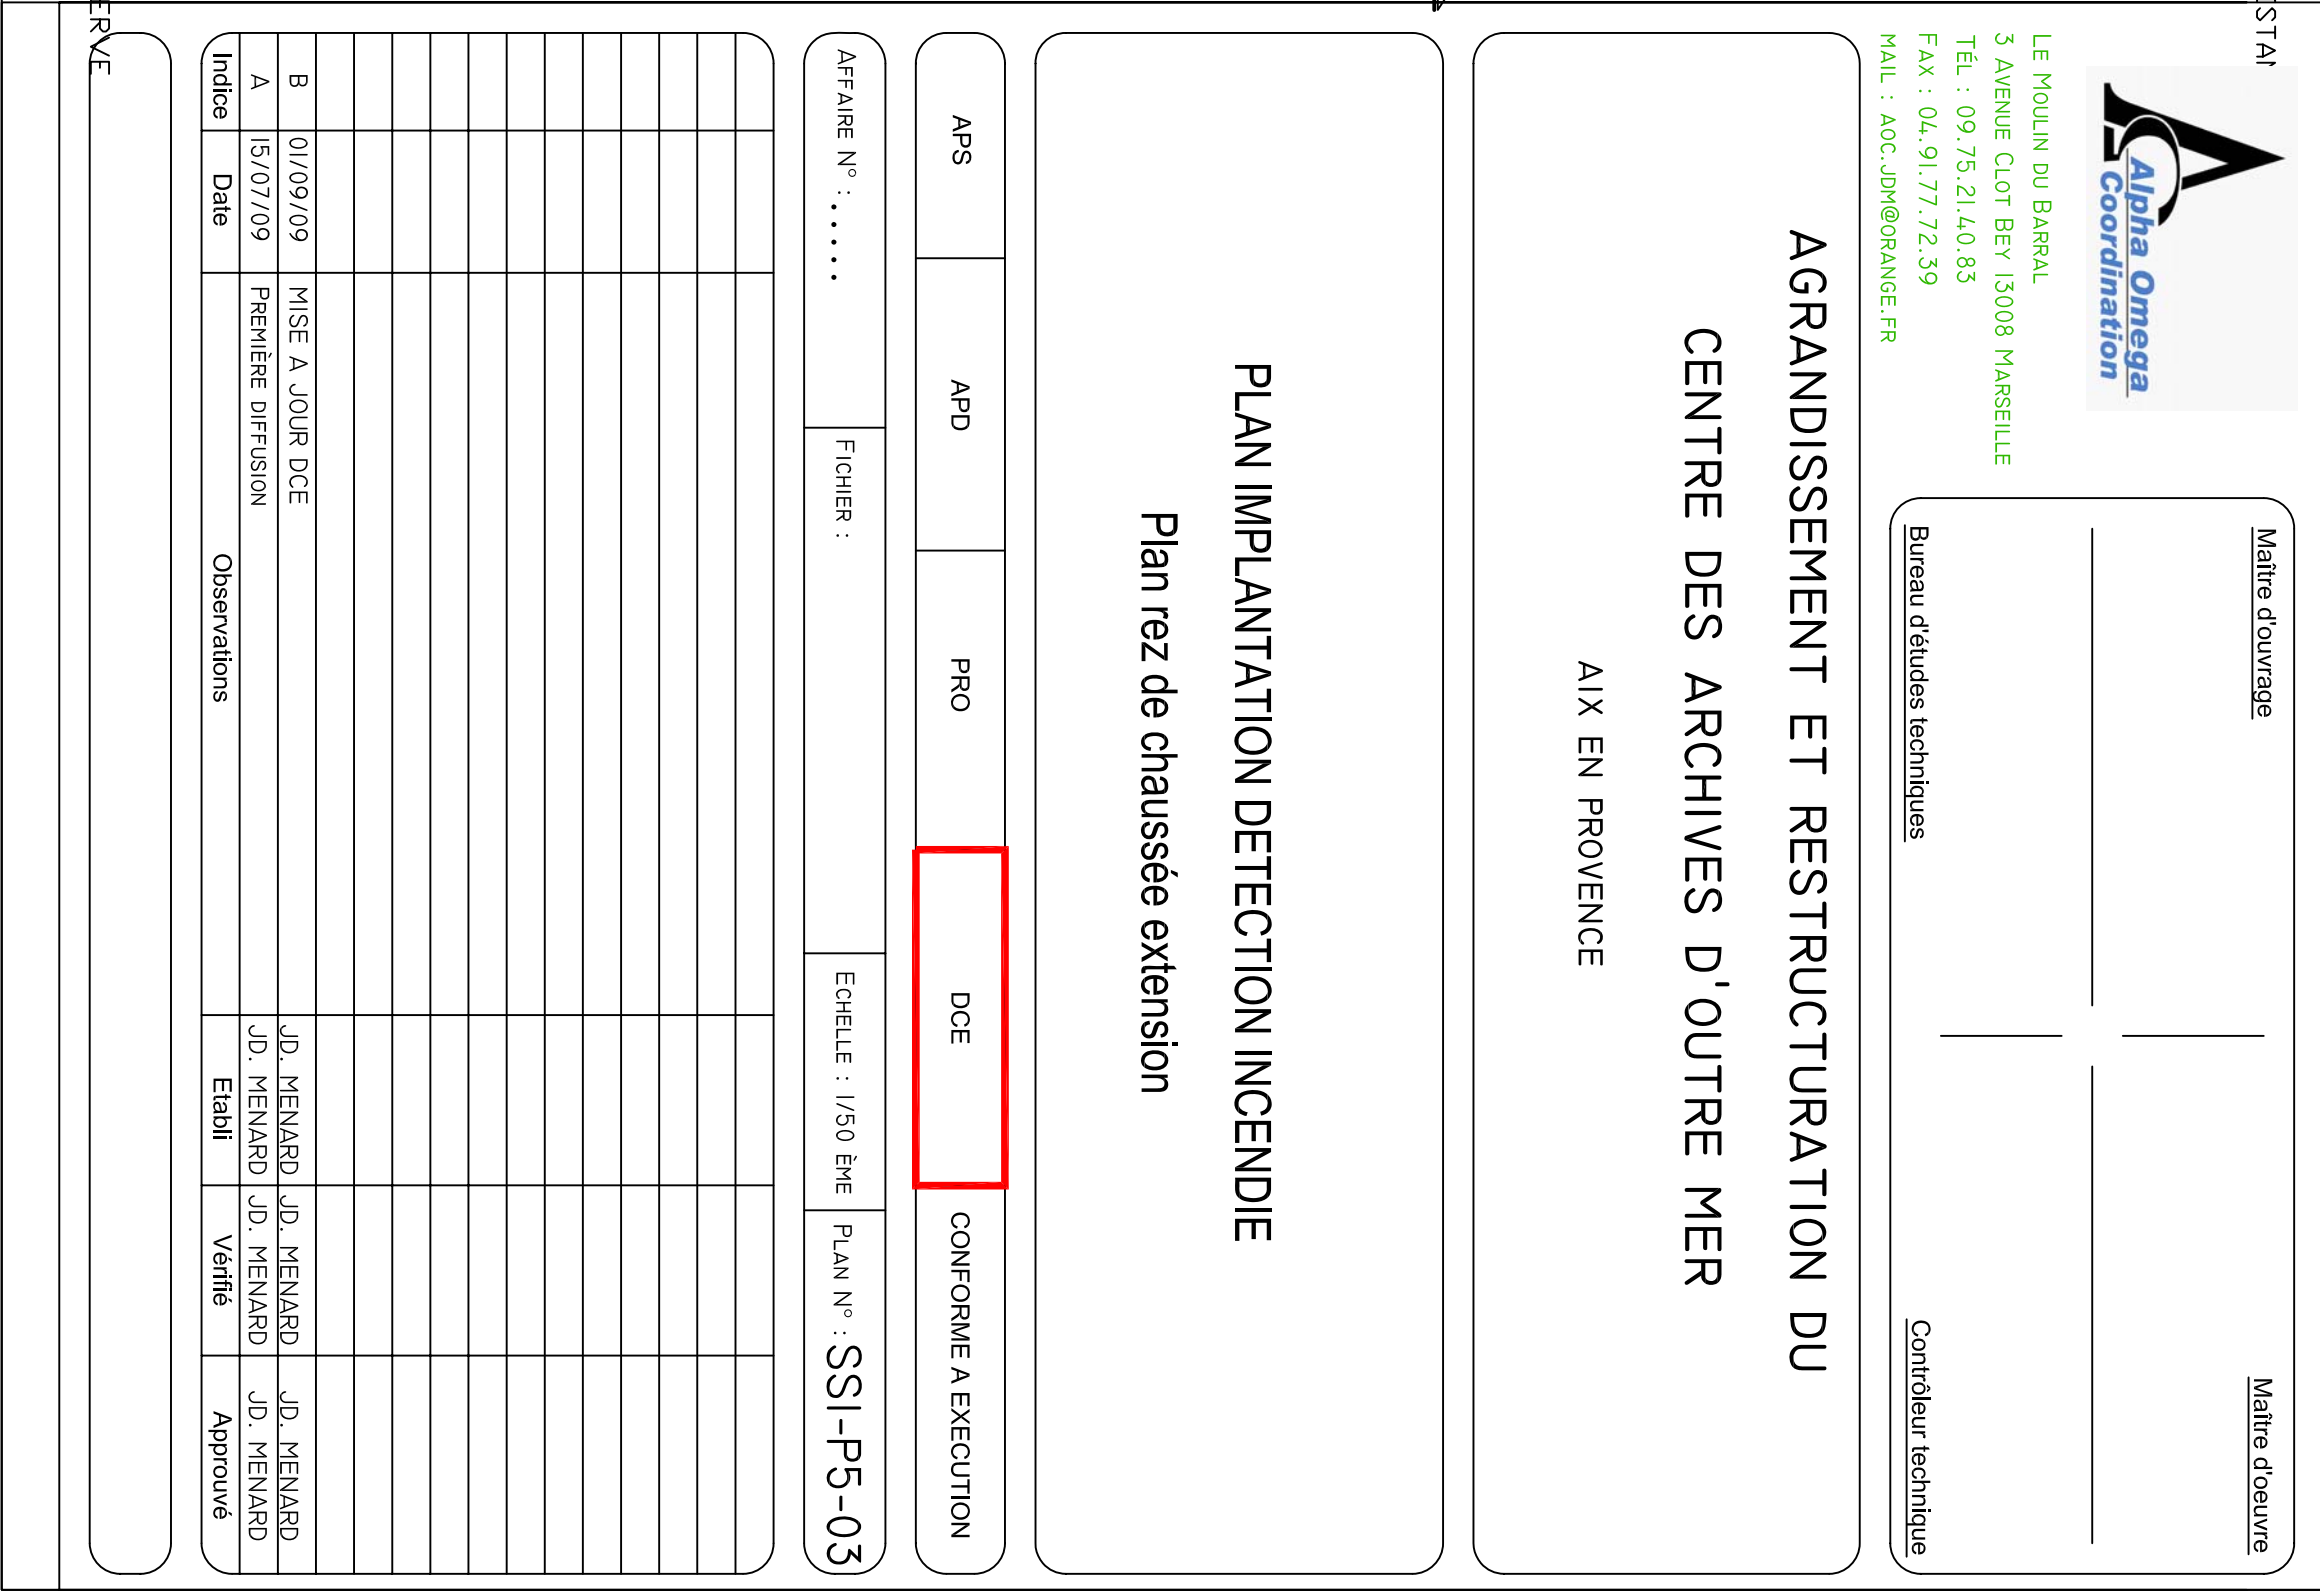 STAN
Alpha Omega
Coordination
LE MOULIN DU BARRAL
3 AVENUE CLOT BEY 13008 MARSEILLE
TÉL : 09.75.21.40.83
FAX : 04.91.77.72.39
MAIL : AOC.JDM@ORANGE.FR
Maître d'ouvrage
Maître d'oeuvre
Bureau d'études techniques
Contrôleur technique
AGRANDISSEMENT ET RESTRUCTURATION DU
CENTRE DES ARCHIVES D'OUTRE MER
AIX EN PROVENCE
PLAN IMPLANTATION DETECTION INCENDIE
Plan rez de chaussée extension
APS APD PRO DCE CONFORME A EXECUTION
AFFAIRE N° : ..... FICHIER : ECHELLE : 1/50 ÈME PLAN N° : SSI-P5-03
B 01/09/09 MISE A JOUR DCE JD. MENARD JD. MENARD JD. MENARD
A 15/07/09 PREMIÈRE DIFFUSION JD. MENARD JD. MENARD JD. MENARD
Indice Date Observations Etabli Vérifié Approuvé
ERVE